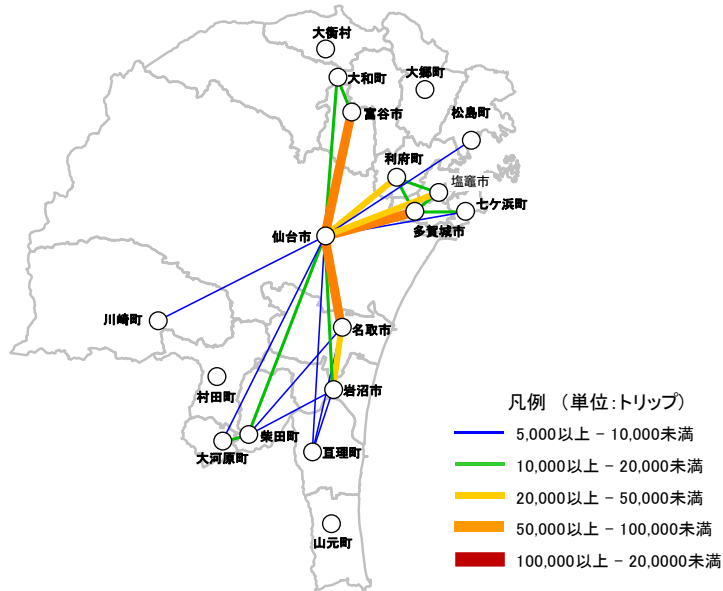 大衡村
大和町
大郷町
富谷市
松島町
利府町
塩竈市
七ケ浜町
多賀城市
仙台市
川崎町
名取市
村田町
岩沼市
柴田町
大河原町
亘理町
山元町
凡例 (単位:トリップ)
5,000以上 - 10,000未満
10,000以上 - 20,000未満
20,000以上 - 50,000未満
50,000以上 - 100,000未満
100,000以上 - 20,0000未満